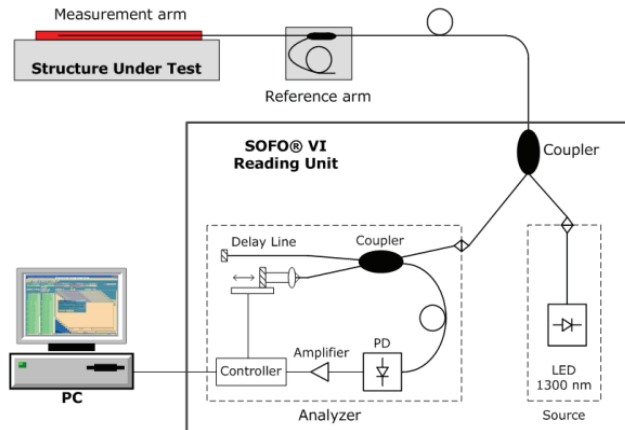 Measurement arm
Structure Under Test
Reference arm
SOFO® VI
Reading Unit
Coupler
Delay Line
Coupler
PC
Controller
Amplifier
PD
Analyzer
LED
1300 nm
Source